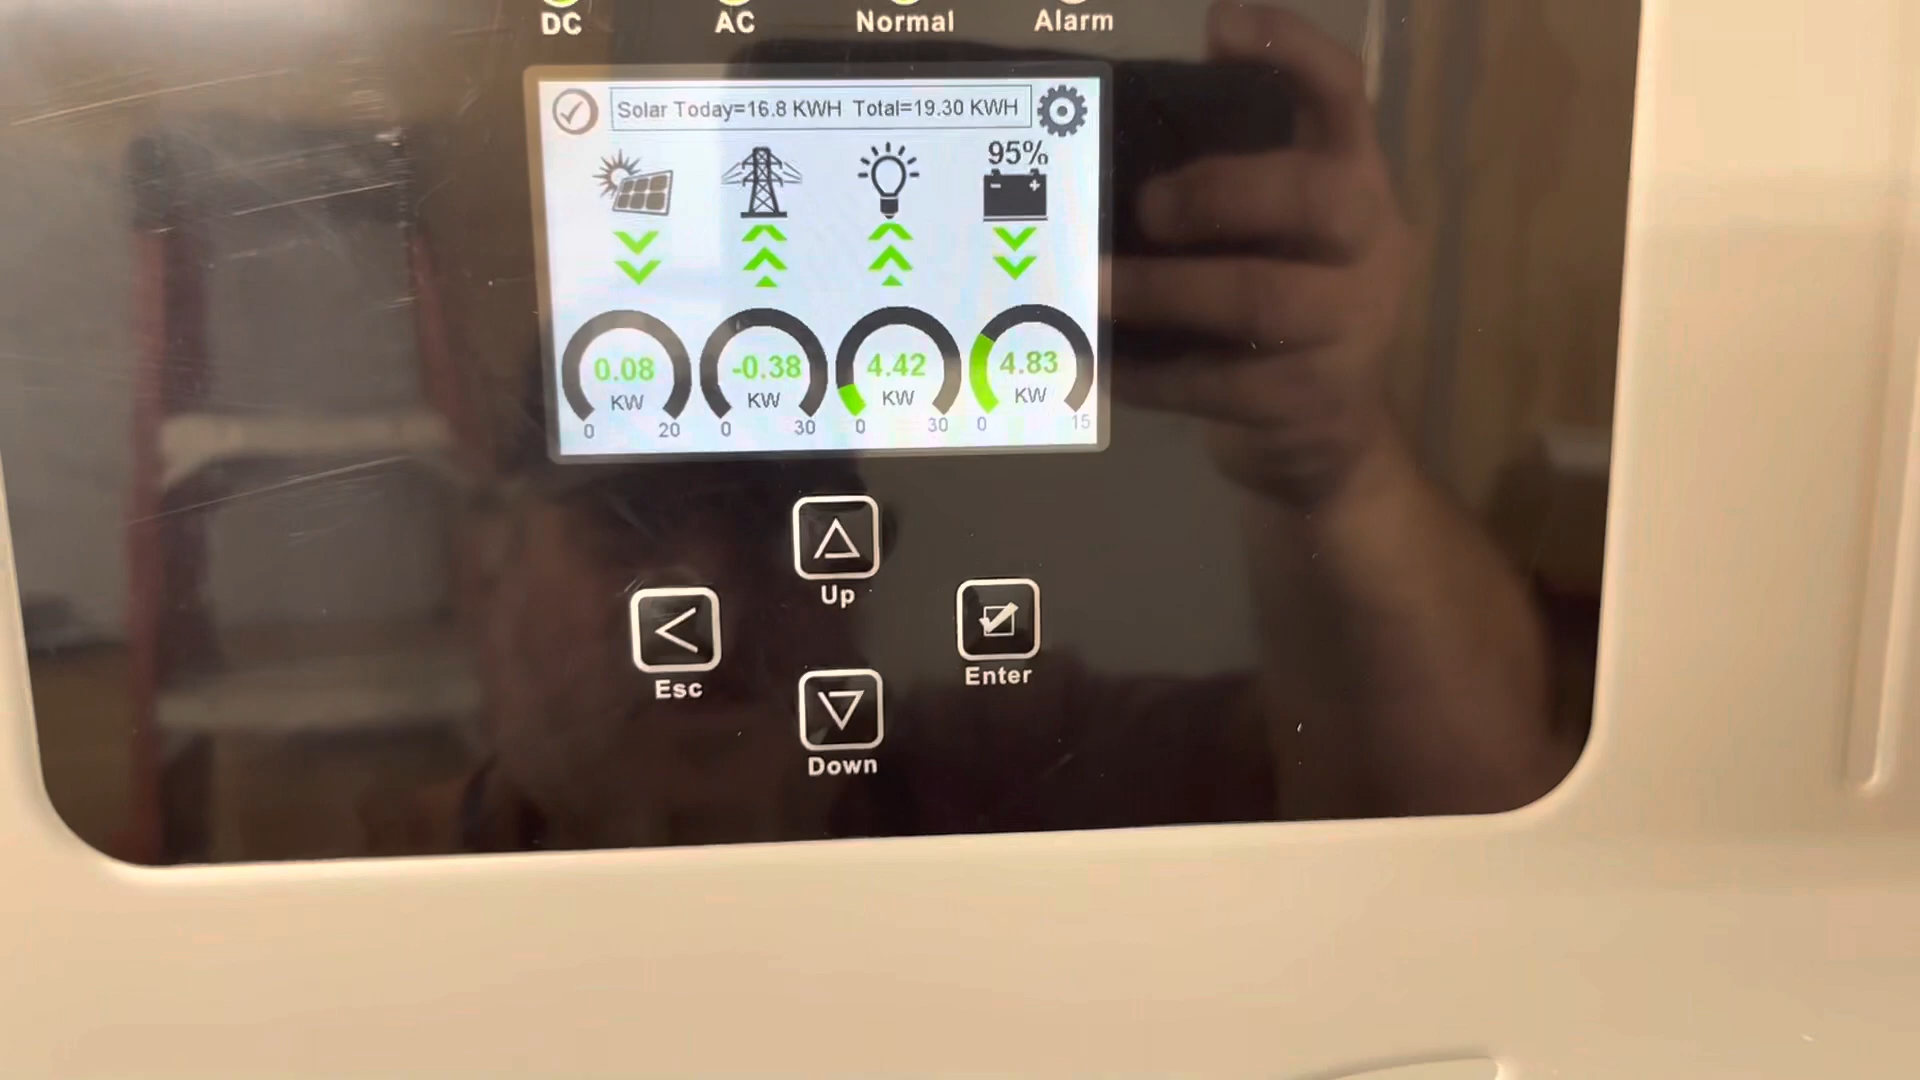 DC AC Normal Alarm
Solar Today=16.8 KWH Total=19.30 KWH
95%
0.08 -0.38 4.42 4.83
KW KW KW KW
0 20 0 30 0 30 0 15
Up
Esc
Enter
Down